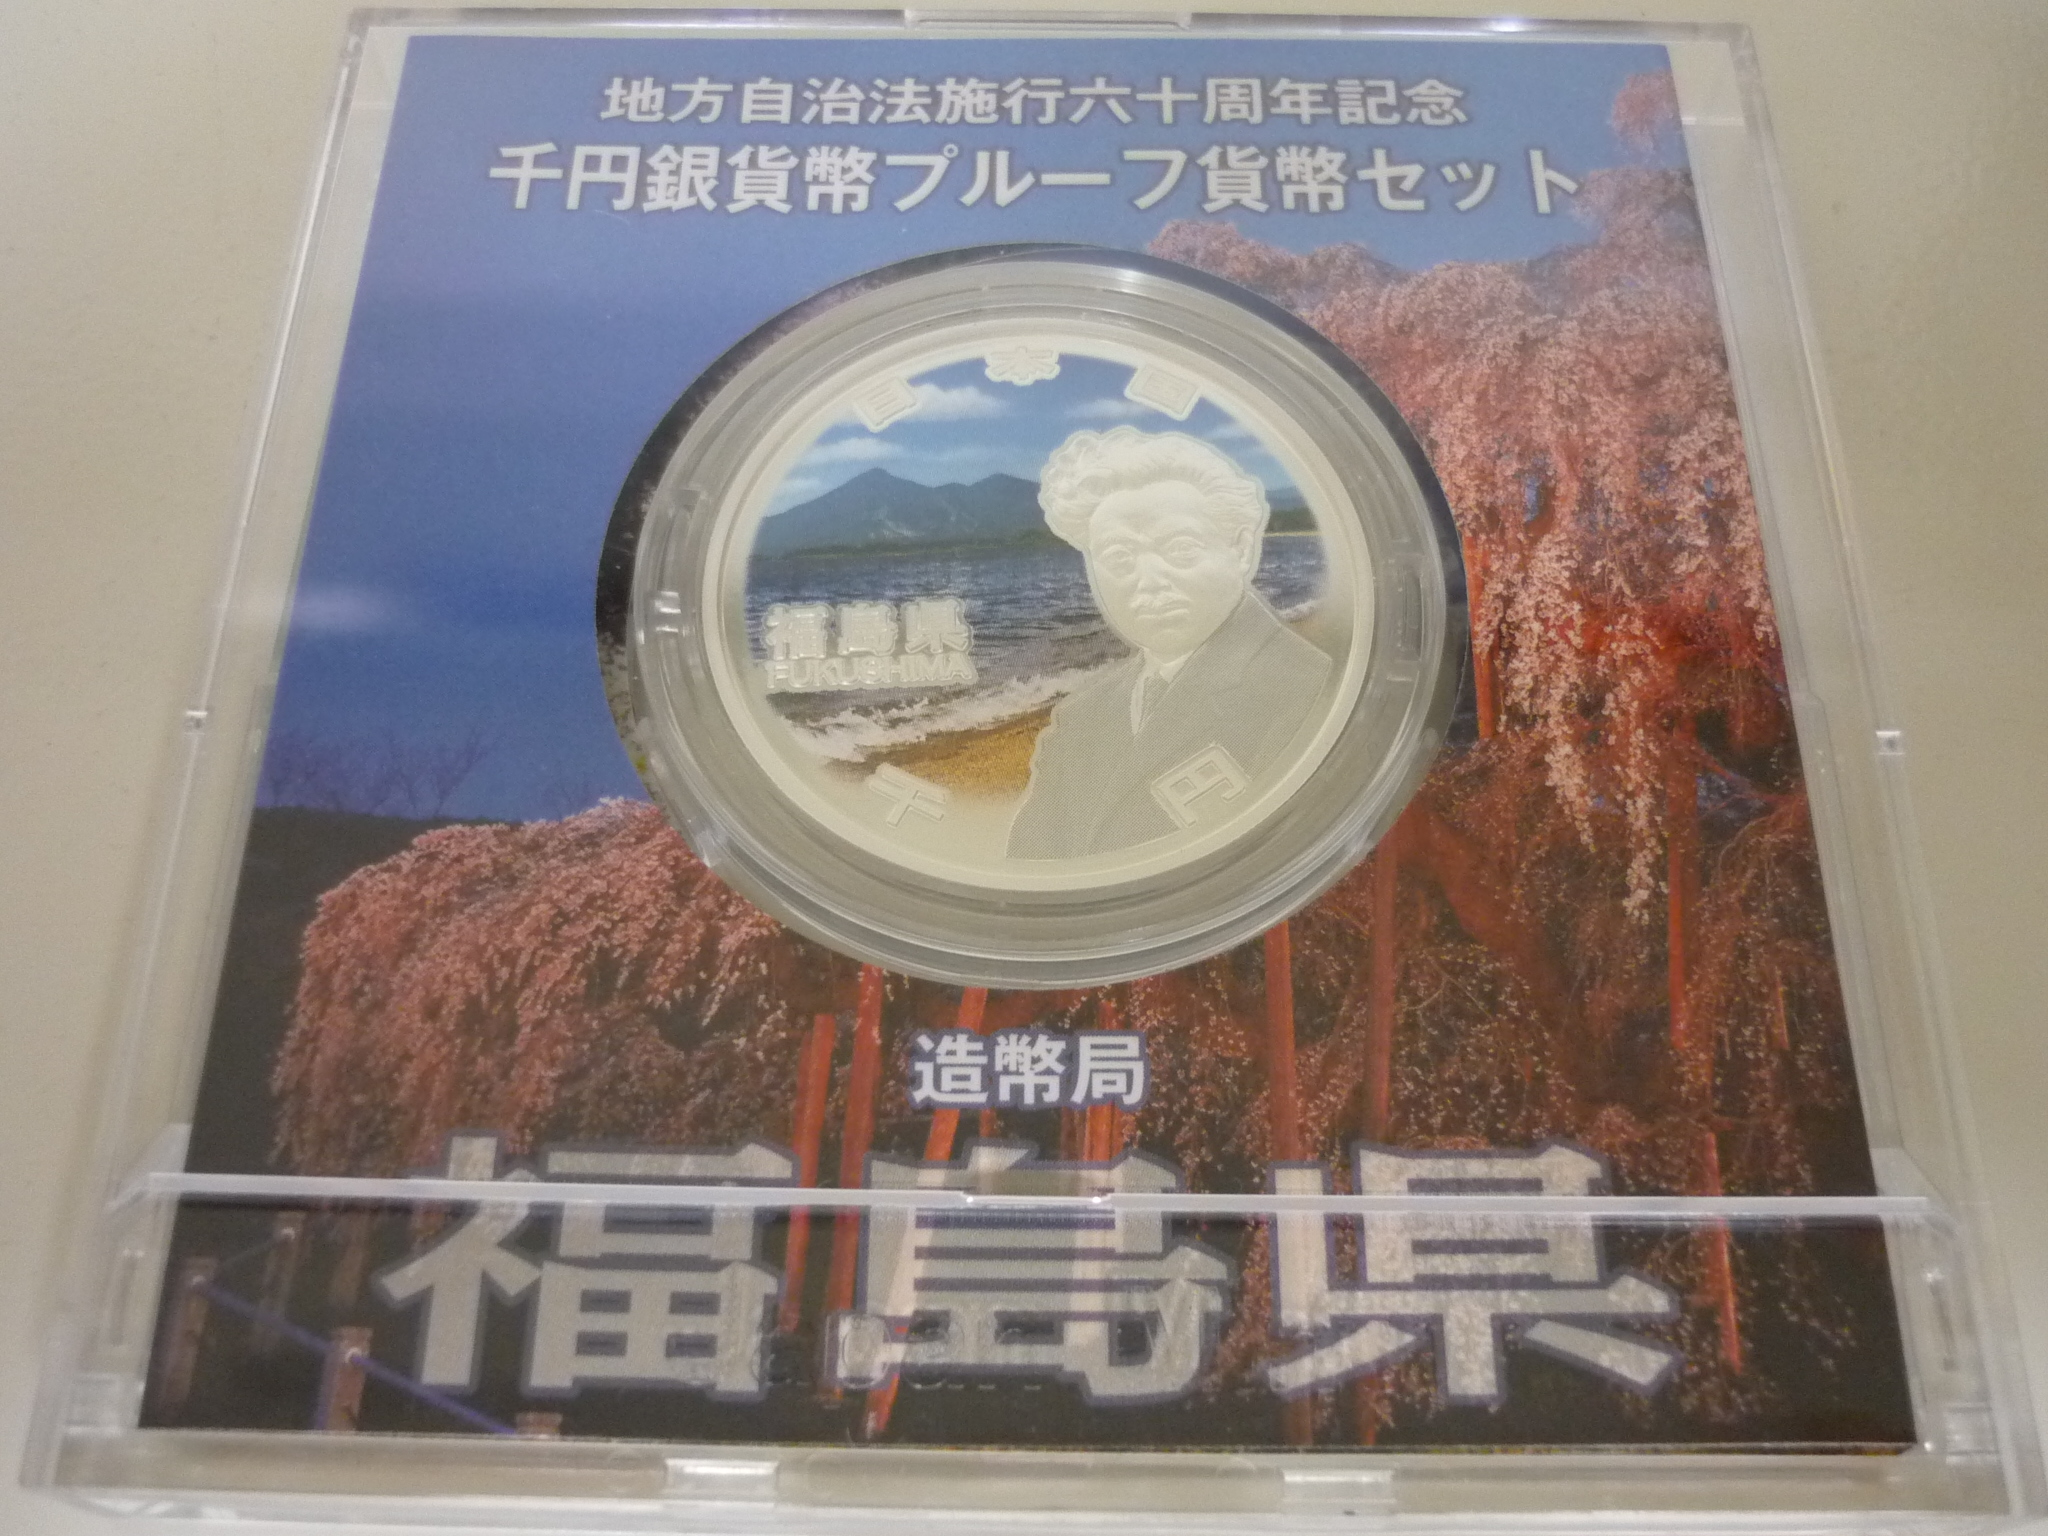 地方自治法施行六十周年記念
千円銀貨幣プルーフ貨幣セット
日本国
福島県
FUKUSHIMA
千円
造幣局
福島県